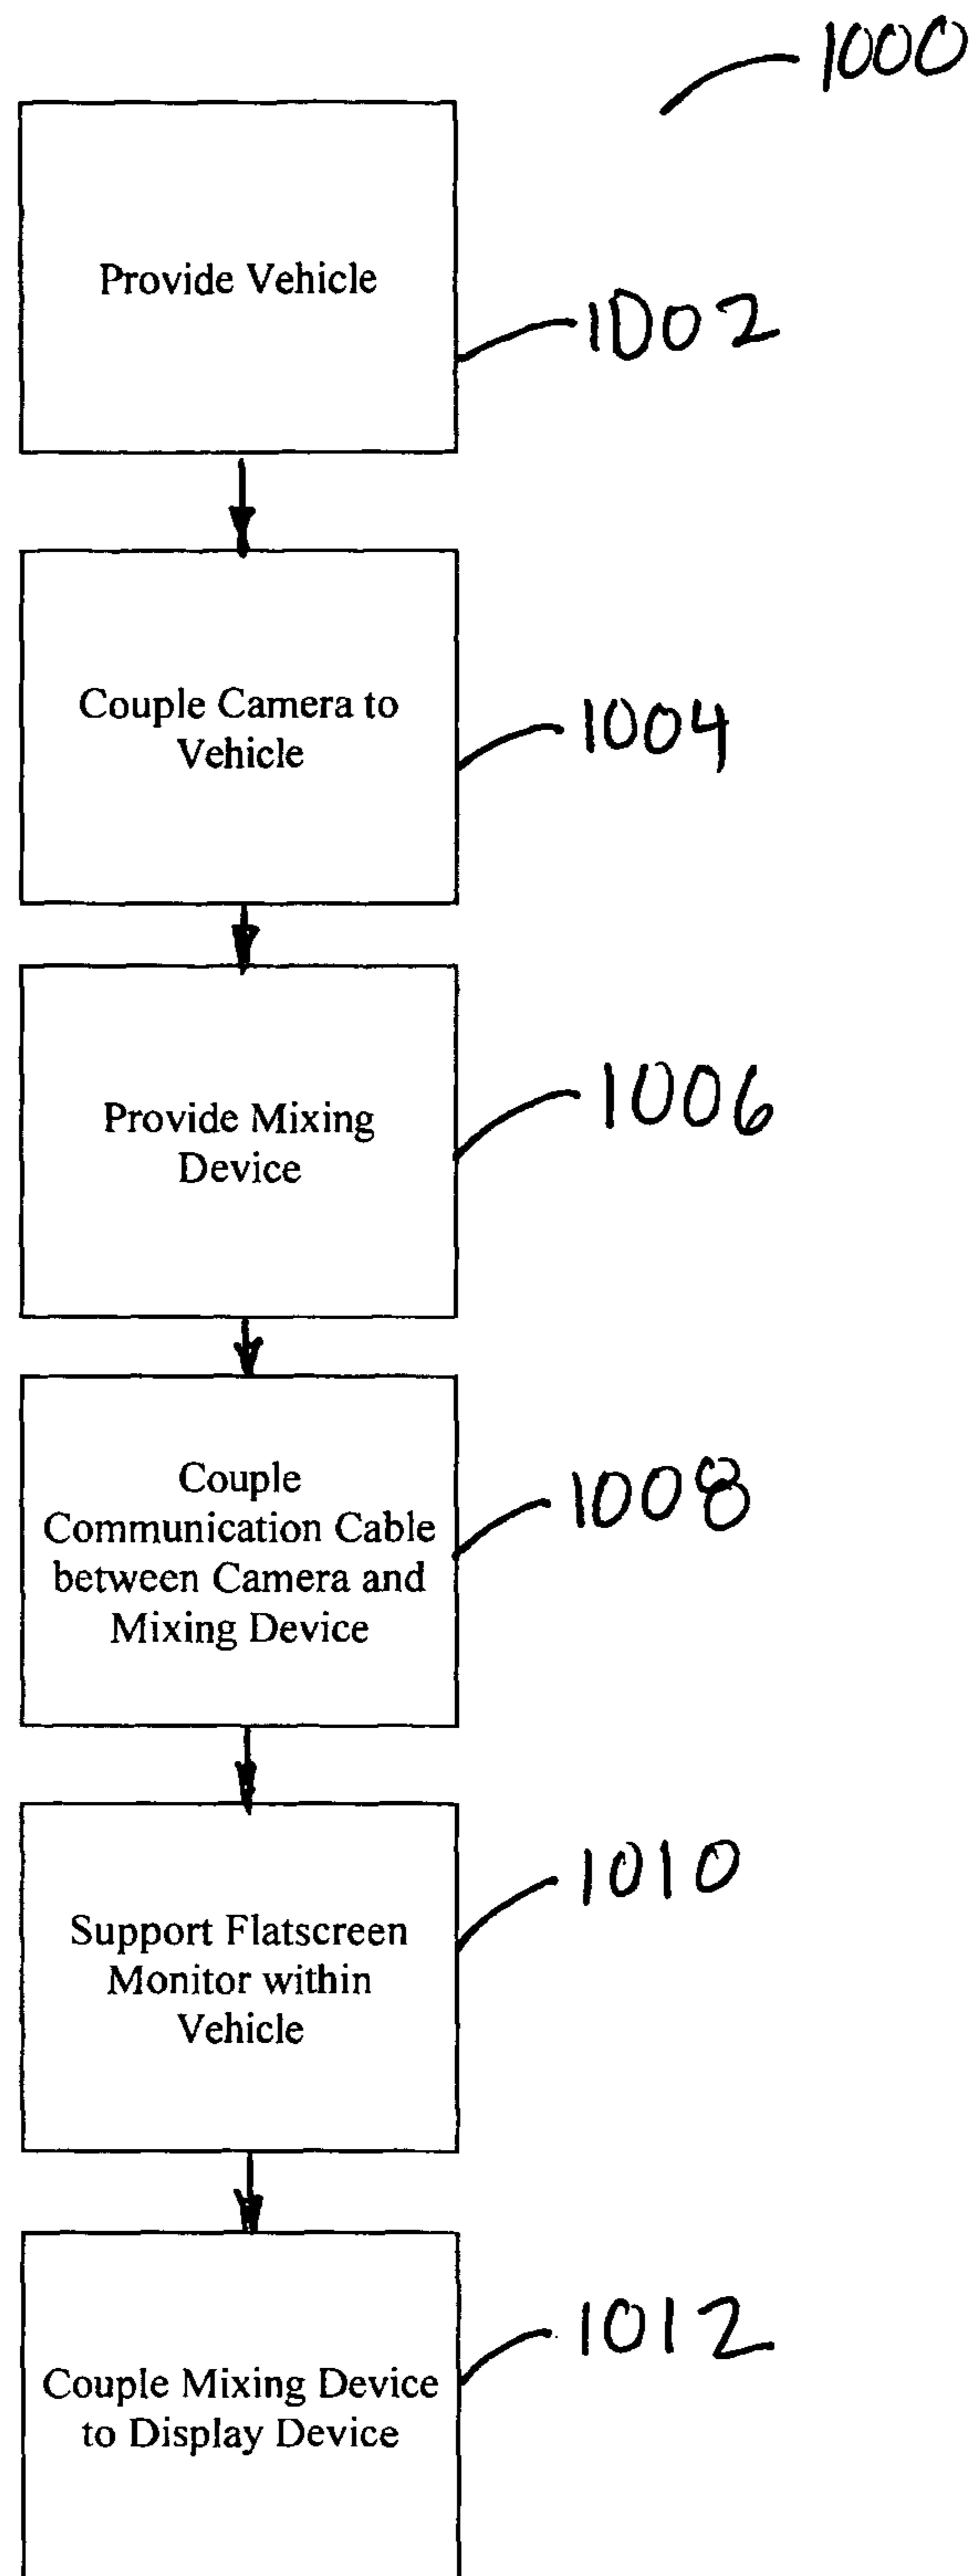 1000
Provide Vehicle
1002
Couple Camera to
Vehicle
1004
Provide Mixing
Device
1006
Couple
Communication Cable
between Camera and
Mixing Device
1008
Support Flatscreen
Monitor within
Vehicle
1010
Couple Mixing Device
to Display Device
1012